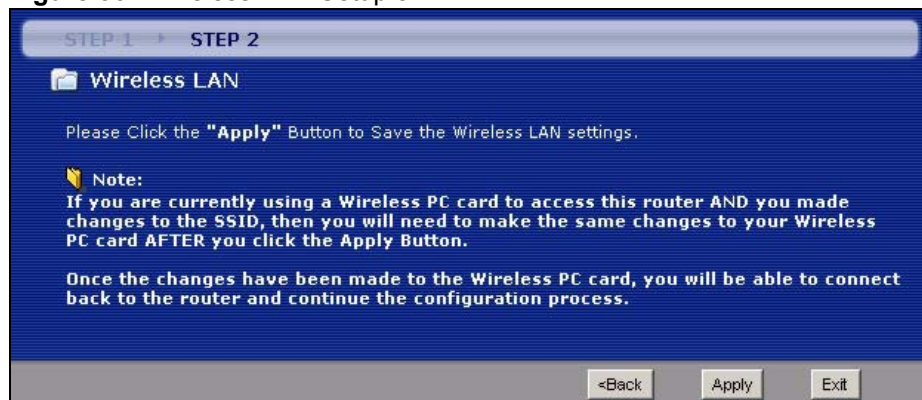 STEP 1 STEP 2
Wireless LAN
Please Click the "Apply" Button to Save the Wireless LAN settings.
Note:
If you are currently using a Wireless PC card to access this router AND you made
changes to the SSID, then you will need to make the same changes to your Wireless
PC card AFTER you click the Apply Button.
Once the changes have been made to the Wireless PC card, you will be able to connect
back to the router and continue the configuration process.
<Back Apply Exit